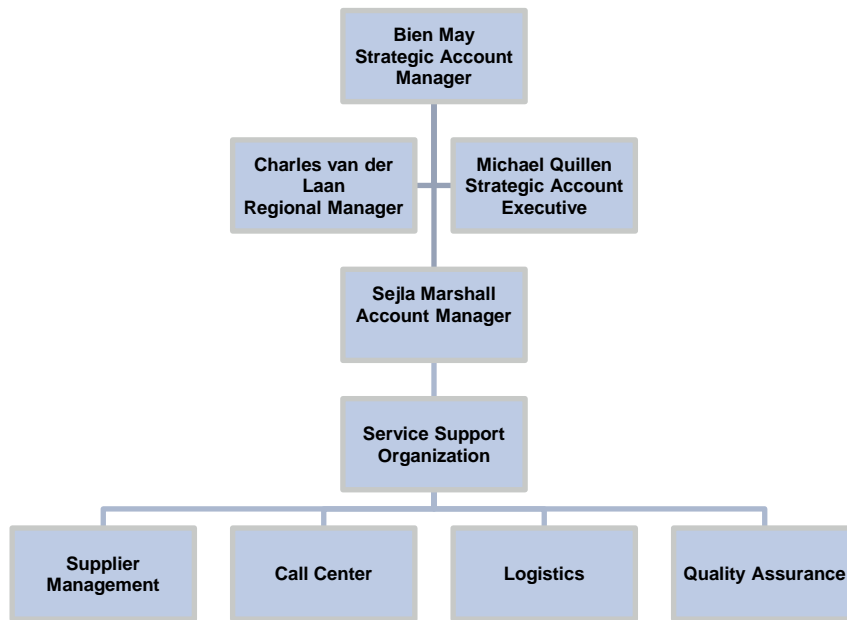 Bien May
Strategic Account
Manager
Charles van der
Laan
Regional Manager
Michael Quillen
Strategic Account
Executive
Sejla Marshall
Account Manager
Service Support
Organization
Supplier
Management
Call Center
Logistics
Quality Assurance